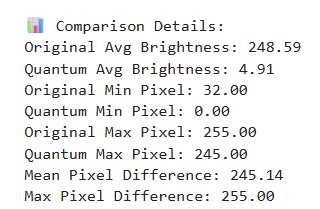 📊 Comparison Details:
Original Avg Brightness: 248.59
Quantum Avg Brightness: 4.91
Original Min Pixel: 32.00
Quantum Min Pixel: 0.00
Original Max Pixel: 255.00
Quantum Max Pixel: 245.00
Mean Pixel Difference: 245.14
Max Pixel Difference: 255.00